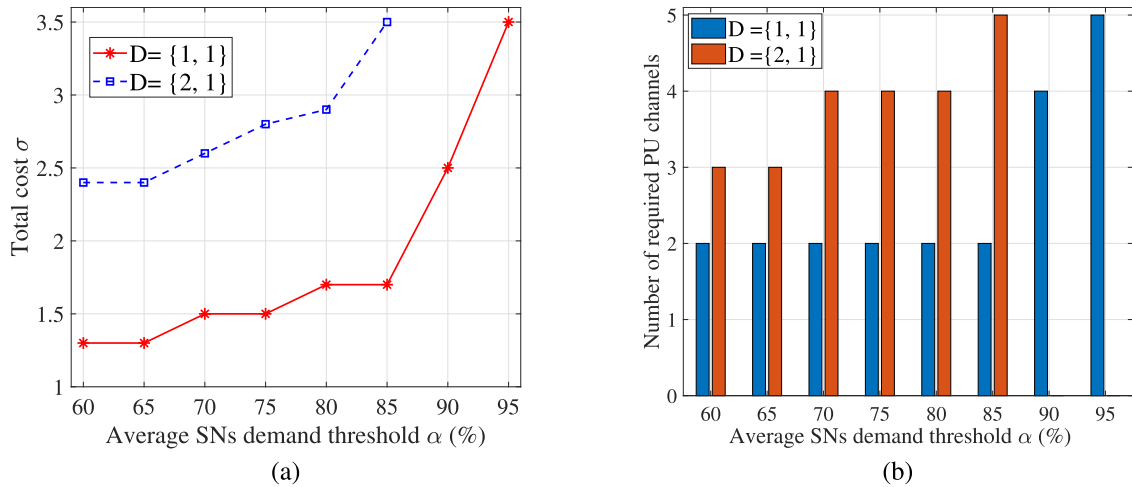 3.5
3
2.5
2
1.5
1
D= {1, 1}
D= {2, 1}
Total cost σ
60 65 70 75 80 85 90 95
Average SNs demand threshold α (%)
(a)
5
4
3
2
1
0
D ={1, 1}
D ={2, 1}
Number of required PU channels
60 65 70 75 80 85 90 95
Average SNs demand threshold α (%)
(b)